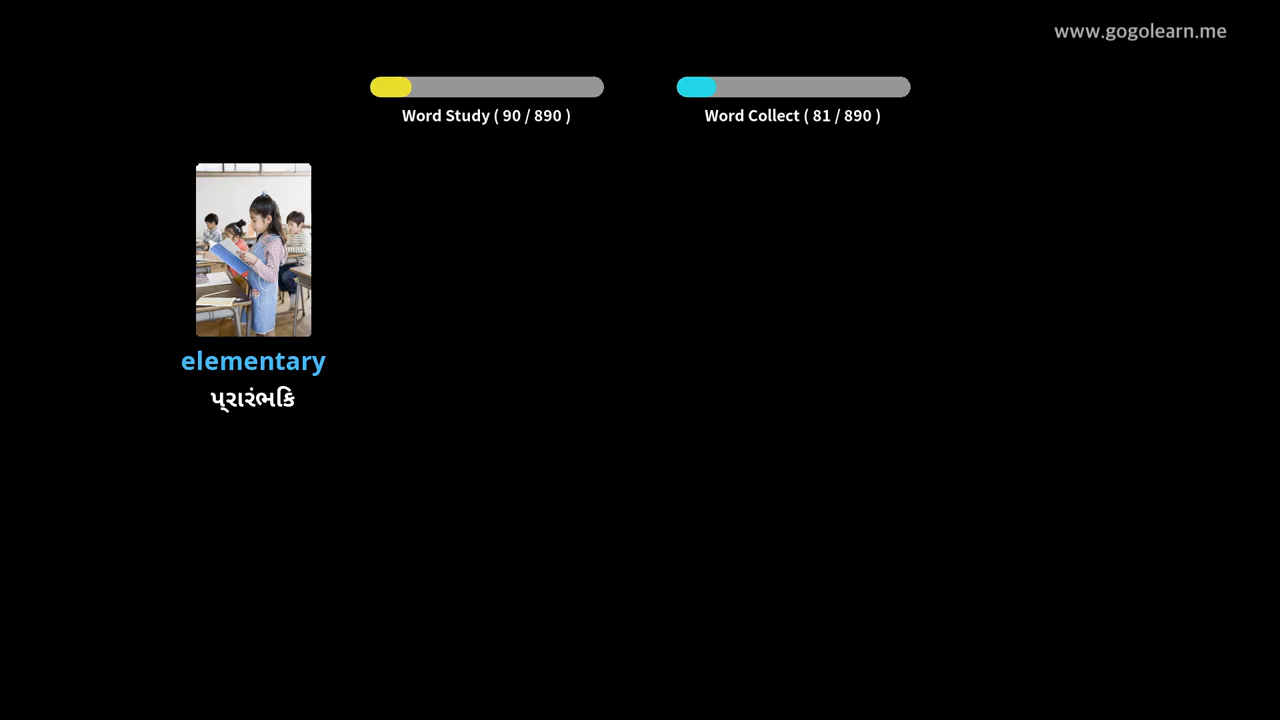 www.gogolearn.me
Word Study ( 90 / 890 )
Word Collect ( 81 / 890 )
elementary
પ્રારંભિક